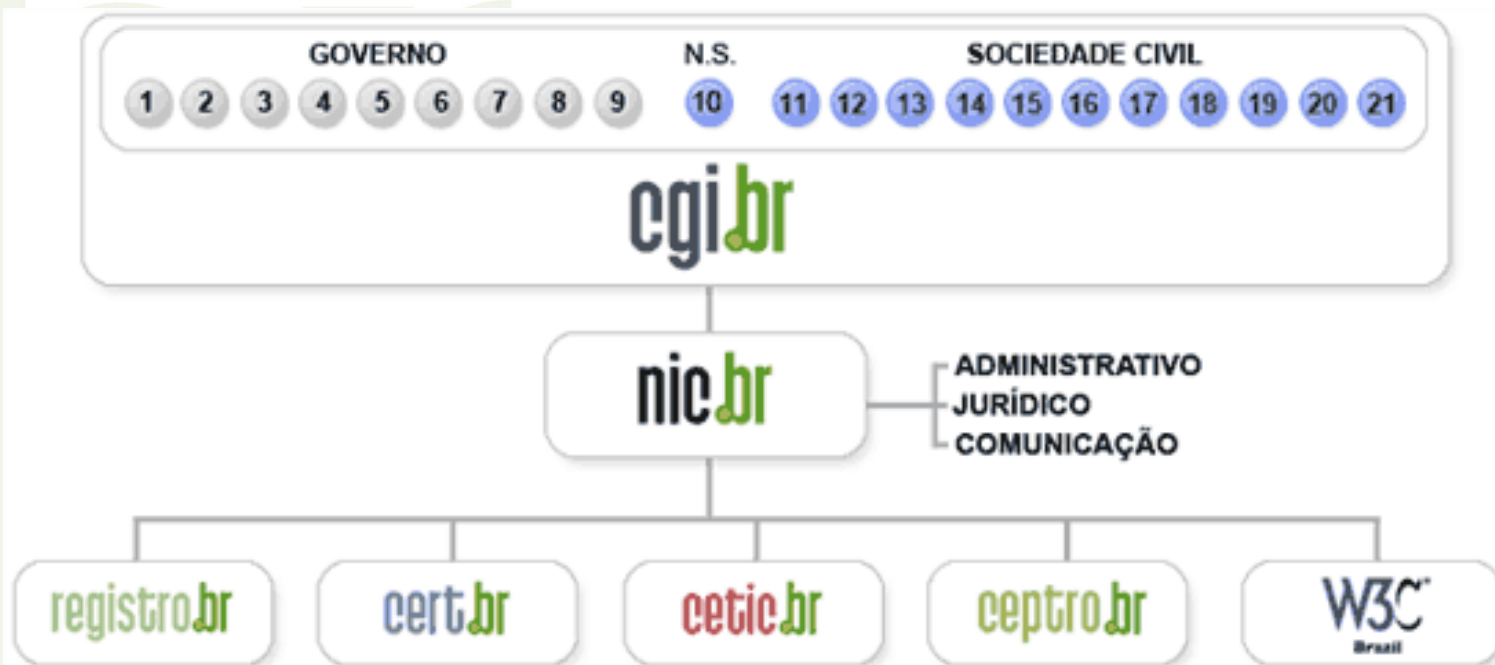 GOVERNO N.S. SOCIEDADE CIVIL
1 2 3 4 5 6 7 8 9 10 11 12 13 14 15 16 17 18 19 20 21
cgi.br
nic.br
ADMINISTRATIVO
JURÍDICO
COMUNICAÇÃO
registro.br cert.br cetic.br ceptro.br W3C
Brazil